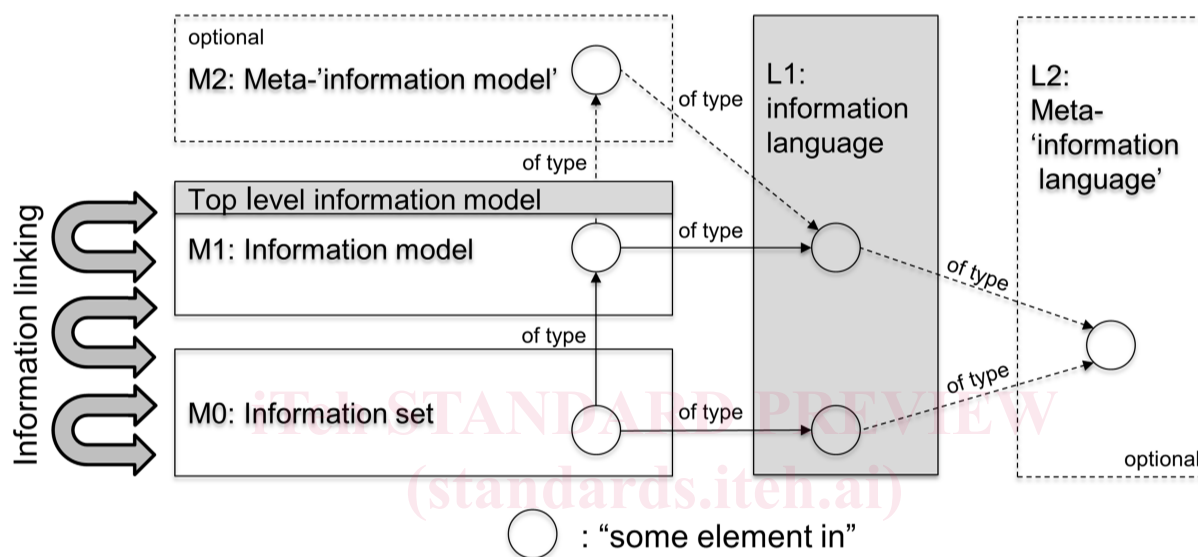 optional
M2: Meta-'information model'
of type
L1:
information
language
L2:
Meta-
‘information
language’
of type
Top level information model
M1: Information model
of type
of type
Information linking
of type
M0: Information set
of type
of type
optional
iTeh STANDARD PREVIEW
(standards.iteh.ai)
: “some element in”